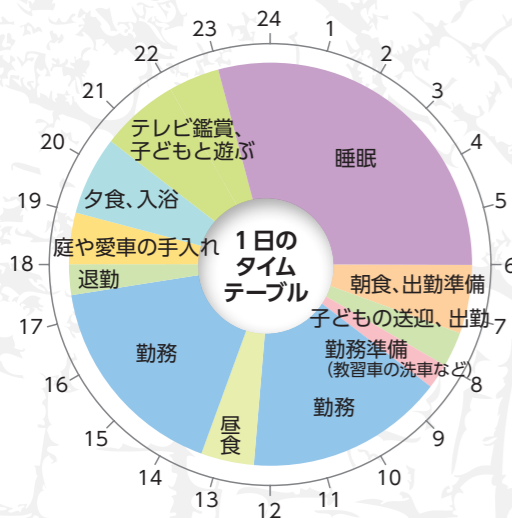 24
1
2
3
4
5
6
7
8
9
10
11
12
13
14
15
16
17
18
19
20
21
22
23
1日の
タイム
テーブル
睡眠
朝食、出勤準備
子どもの送迎、出勤
勤務準備
(教習車の洗車など)
勤務
昼食
勤務
退勤
庭や愛車の手入れ
夕食、入浴
テレビ鑑賞、
子どもと遊ぶ